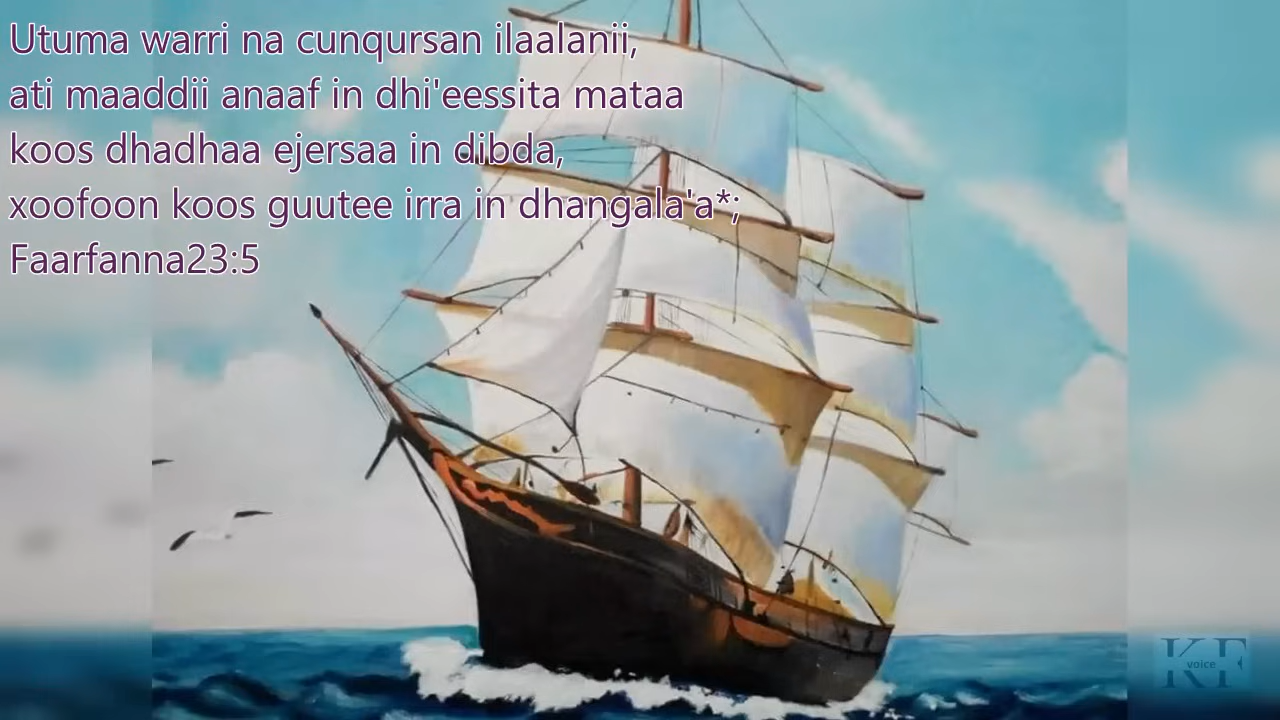 Utuma warri na cunqursan ilaalanii,
ati maaddii anaaf in dhi'eessita mataa
koos dhadhaa ejersaa in dibda,
xoofoon koos guutee irra in dhangala'a*;
Faarfanna23:5
KF
voice